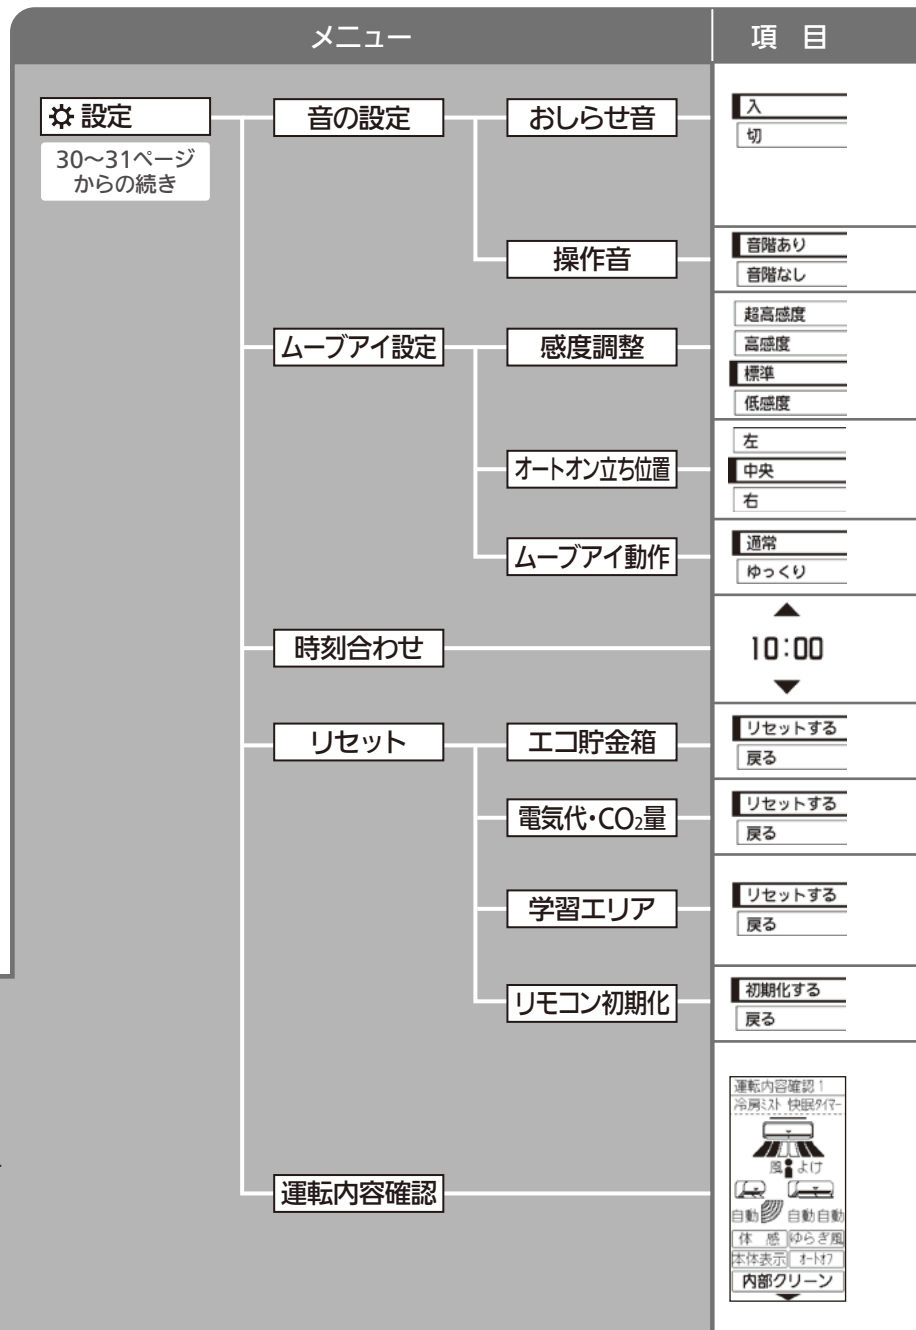 メニュー
項 目
設定
30〜31ページ
からの続き
音の設定
おしらせ音
入
切
操作音
音階あり
音階なし
ムーブアイ設定
感度調整
超高感度
高感度
標準
低感度
オートオン立ち位置
左
中央
右
ムーブアイ動作
通常
ゆっくり
時刻合わせ
10:00
リセット
エコ貯金箱
リセットする
戻る
電気代・CO₂量
リセットする
戻る
学習エリア
リセットする
戻る
リモコン初期化
初期化する
戻る
運転内容確認
運転内容確認1
冷房ミスト 快眠タイマー
風よけ
自動 自動自動
体 感 ゆらぎ風
本体表示 オートオフ
内部クリーン